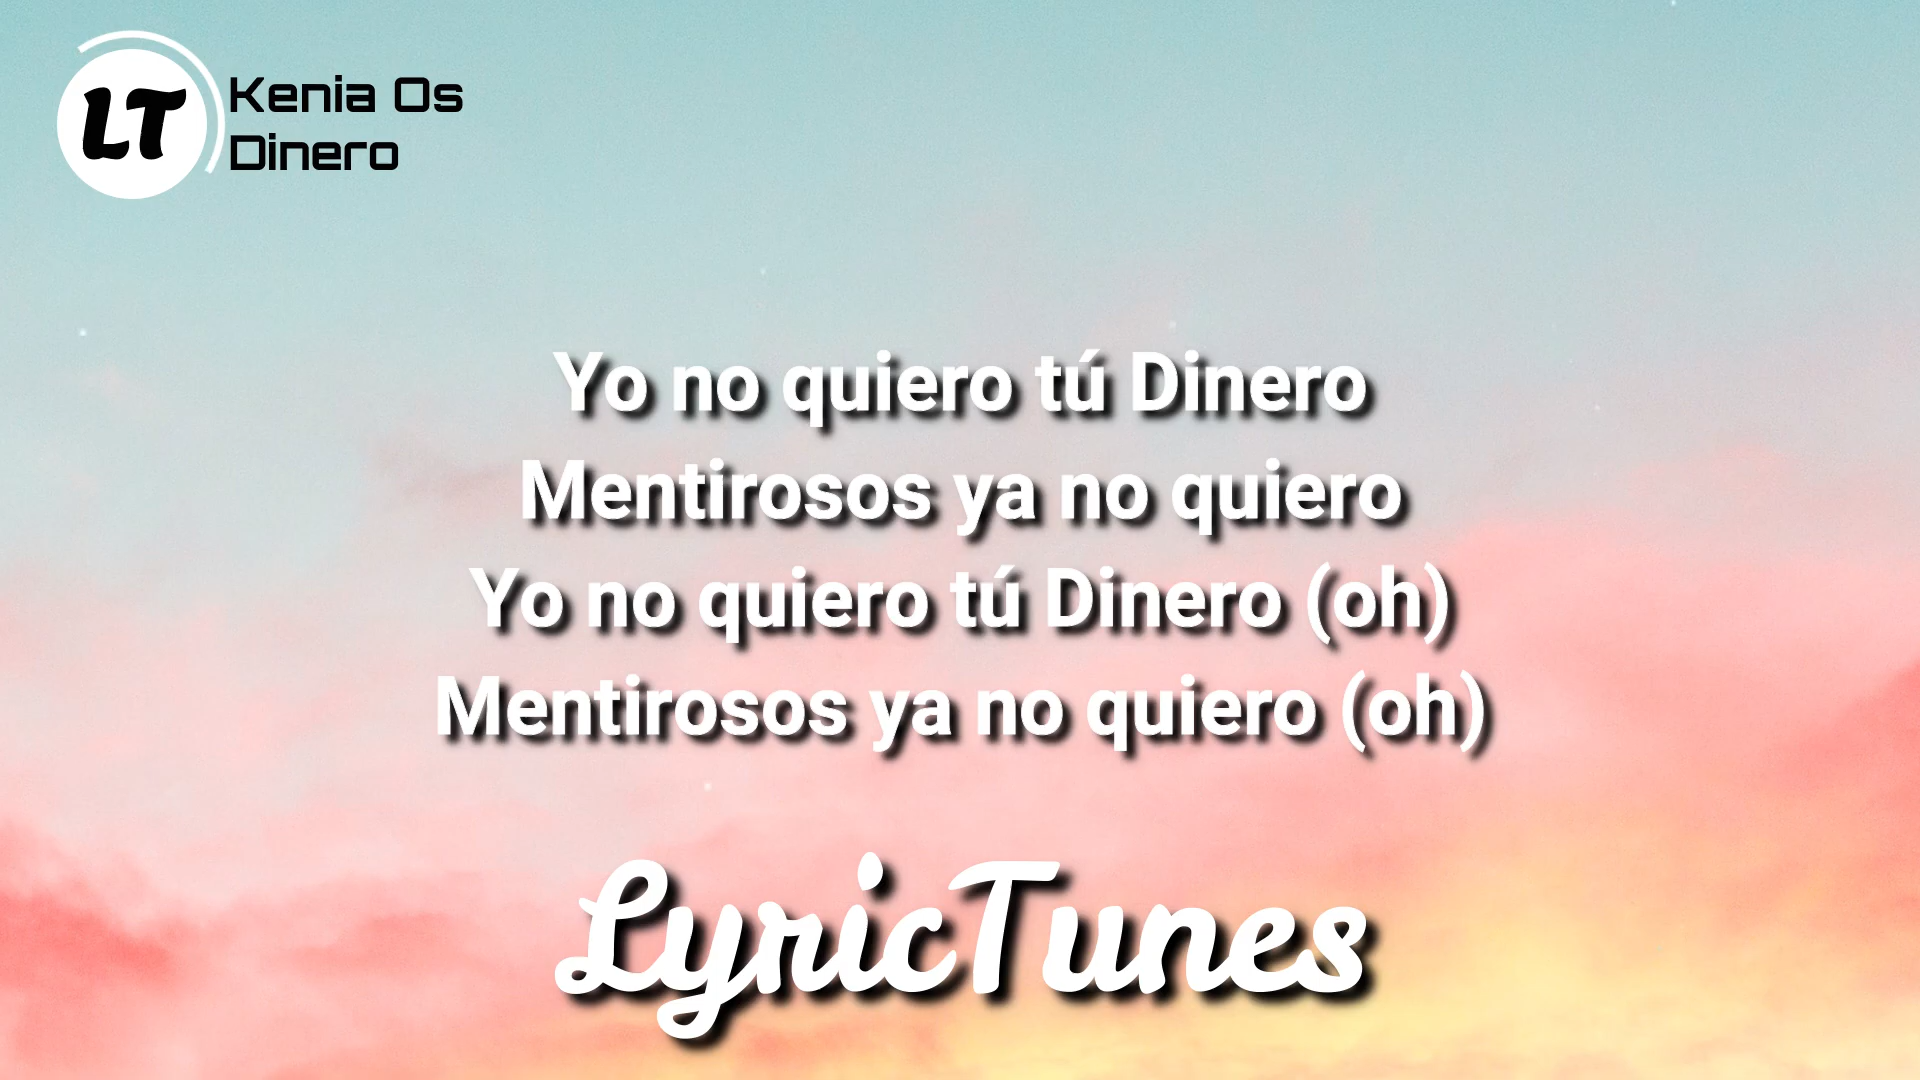 LT
Kenia Os
Dinero
Yo no quiero tú Dinero
Mentirosos ya no quiero
Yo no quiero tú Dinero (oh)
Mentirosos ya no quiero (oh)
LyricTunes